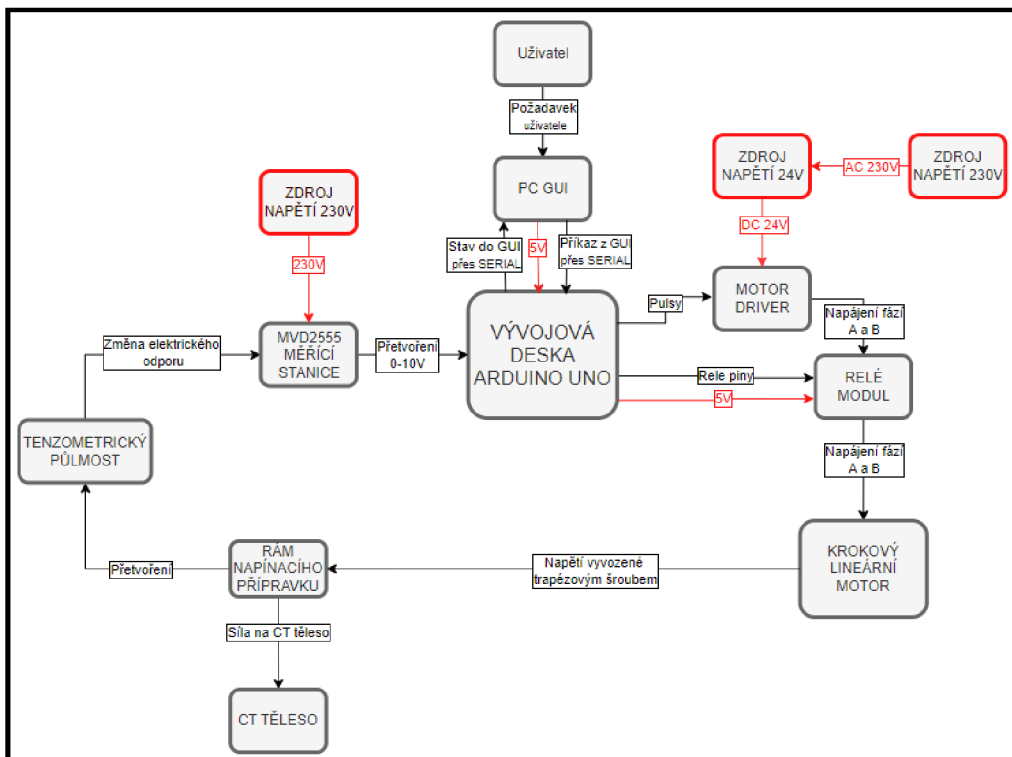 Uživatel
Požadavek
uživatele
PC GUI
ZDROJ
NAPĚTÍ 24V
AC 230V
ZDROJ
NAPĚTÍ 230V
ZDROJ
NAPĚTÍ 230V
230V
DC 24V
Stav do GUI
přes SERIAL
5V
Příkaz z GUI
přes SERIAL
MOTOR
DRIVER
Pulsy
Napájení fází
A a B
Změna elektrického
odporu
MVD2555
MĚŘÍCÍ
STANICE
Přetvoření
0-10V
VÝVOJOVÁ
DESKA
ARDUINO UNO
Rele piny
5V
RELÉ
MODUL
TENZOMETRICKÝ
PŮLMOST
Napájení fází
A a B
KROKOVÝ
LINEÁRNÍ
MOTOR
Napětí vyvozené
trapézovým šroubem
RÁM
NAPÍNACÍHO
PŘÍPRAVKU
Přetvoření
Síla na CT těleso
CT TĚLESO